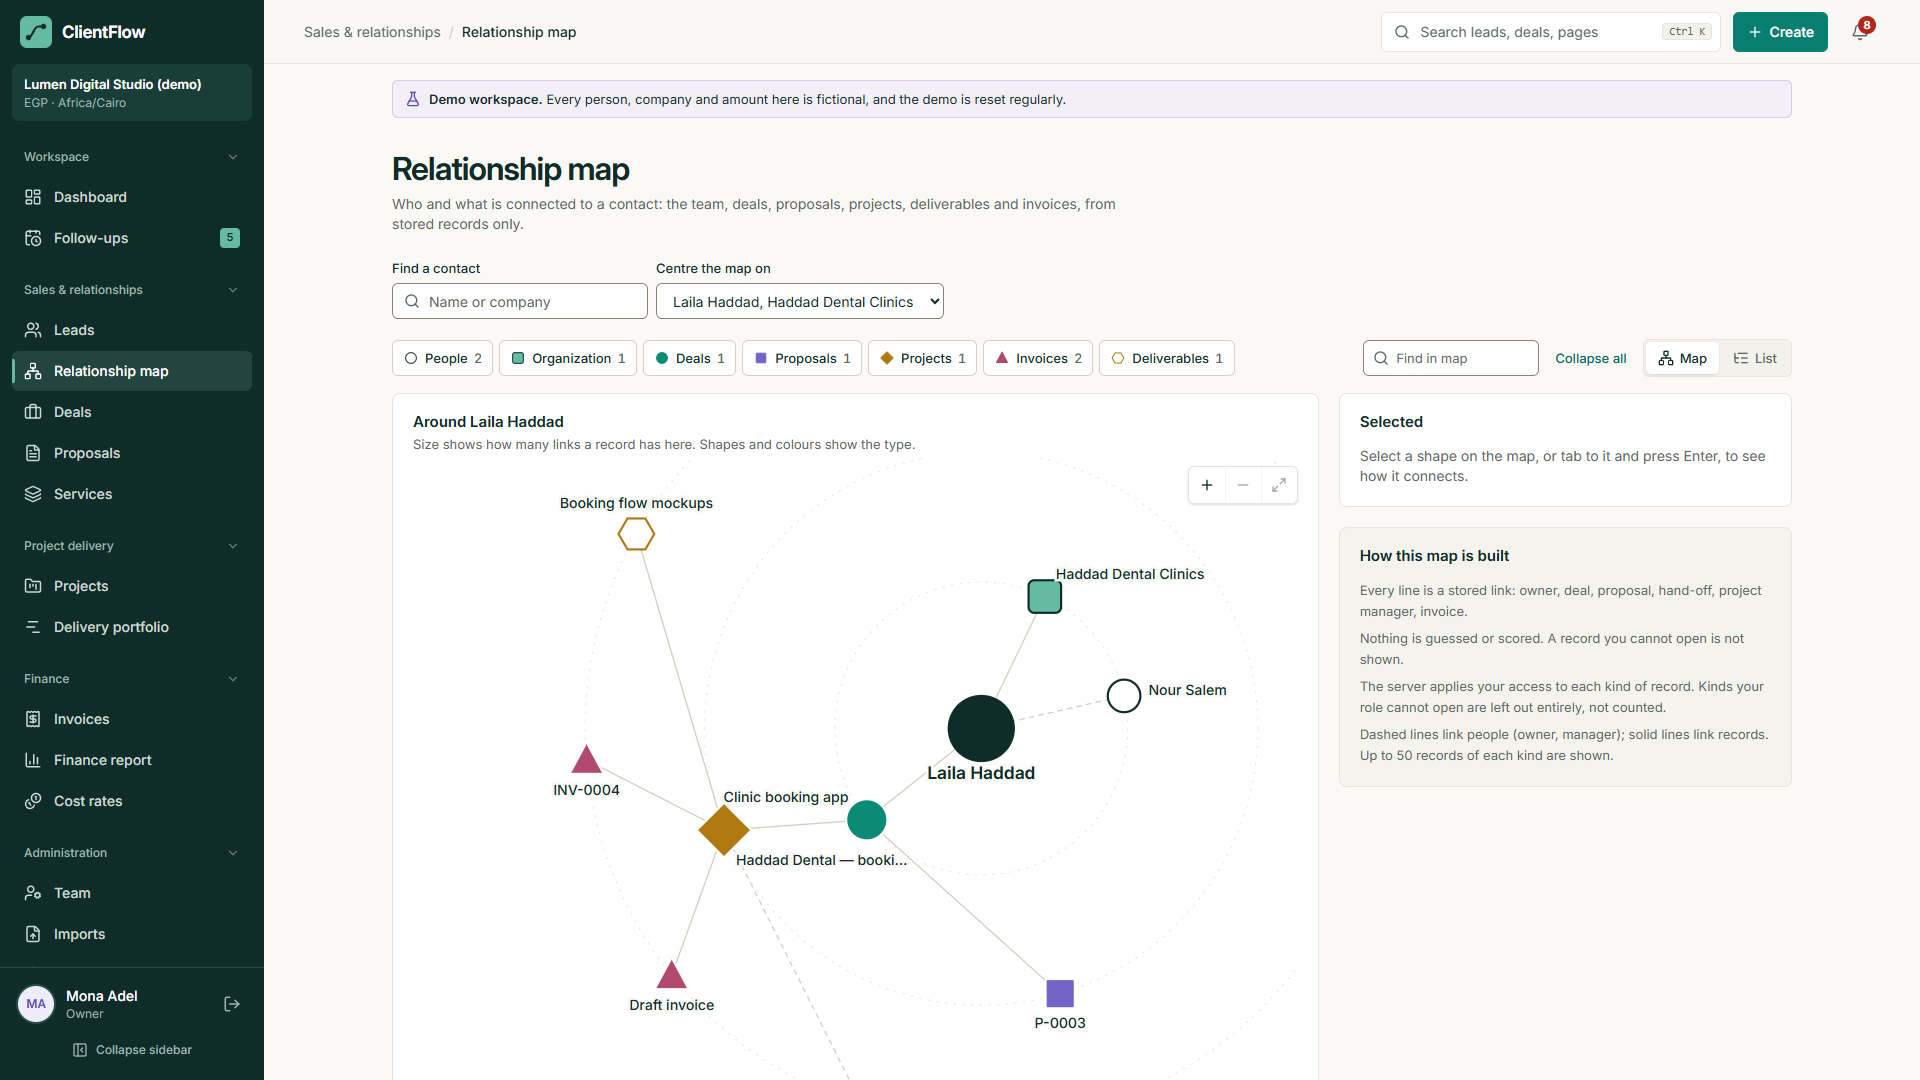 ClientFlow
Lumen Digital Studio (demo)
EGP · Africa/Cairo
Workspace
Dashboard
Follow-ups
5
Sales & relationships
Leads
Relationship map
Deals
Proposals
Services
Project delivery
Projects
Delivery portfolio
Finance
Invoices
Finance report
Cost rates
Administration
Team
Imports
MA
Mona Adel
Owner
Collapse sidebar
Sales & relationships / Relationship map
Search leads, deals, pages
Ctrl K
Create
8
Demo workspace. Every person, company and amount here is fictional, and the demo is reset regularly.
Relationship map
Who and what is connected to a contact: the team, deals, proposals, projects, deliverables and invoices, from
stored records only.
Find a contact
Name or company
Centre the map on
Laila Haddad, Haddad Dental Clinics
People 2
Organization 1
Deals 1
Proposals 1
Projects 1
Invoices 2
Deliverables 1
Find in map
Collapse all
Map
List
Around Laila Haddad
Size shows how many links a record has here. Shapes and colours show the type.
Booking flow mockups
Haddad Dental Clinics
Nour Salem
Laila Haddad
INV-0004
Clinic booking app
Haddad Dental — booki...
Draft invoice
P-0003
Selected
Select a shape on the map, or tab to it and press Enter, to see
how it connects.
How this map is built
Every line is a stored link: owner, deal, proposal, hand-off, project
manager, invoice.
Nothing is guessed or scored. A record you cannot open is not
shown.
The server applies your access to each kind of record. Kinds your
role cannot open are left out entirely, not counted.
Dashed lines link people (owner, manager); solid lines link records.
Up to 50 records of each kind are shown.